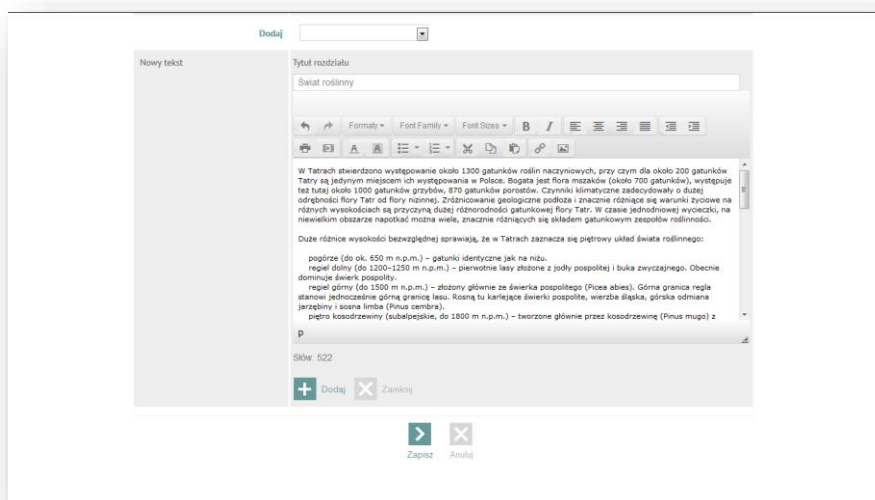 Dodaj
Nowy tekst
Tytuł rozdziału
Świat roślinny
Formaty Font Family Font Sizes B I
A A
W Tatrach stwierdzono występowanie około 1300 gatunków roślin naczyniowych, przy czym dla około 200 gatunków
Tatry są jedynym miejscem ich występowania w Polsce. Bogata jest flora mszaków (około 700 gatunków), występuje
też tutaj około 1000 gatunków grzybów, 870 gatunków porostów. Czynniki klimatyczne zadecydowały o dużej
odrębności flory Tatr od flory nizinnej. Zróżnicowanie geologiczne podłoża i znacznie różniące się warunki życiowe na
różnych wysokościach są przyczyną dużej różnorodności gatunkowej flory Tatr. W czasie jednodniowej wycieczki, na
niewielkim obszarze napotkać można wiele, znacznie różniących się składem gatunkowym zespołów roślinności.
Duże różnice wysokości bezwzględnej sprawiają, że w Tatrach zaznacza się piętrowy układ świata roślinnego:
pogórze (do ok. 650 m n.p.m.) – gatunki identyczne jak na niżu.
regiel dolny (do 1200–1250 m n.p.m.) – pierwotnie lasy złożone z jodły pospolitej i buka zwyczajnego. Obecnie
dominuje świerk pospolity.
regiel górny (do 1500 m n.p.m.) – złożony głównie ze świerka pospolitego (Picea abies). Górna granica regla
stanowi jednocześnie górną granicę lasu. Rosną tu karlejące świerki pospolite, wierzba śląska, górska odmiana
jarzębiny i sosna limba (Pinus cembra).
piętro kosodrzewiny (subalpejskie, do 1800 m n.p.m.) – tworzone głównie przez kosodrzewinę (Pinus mugo) z
p
Słów: 522
Dodaj Zamknij
Zapisz Anuluj